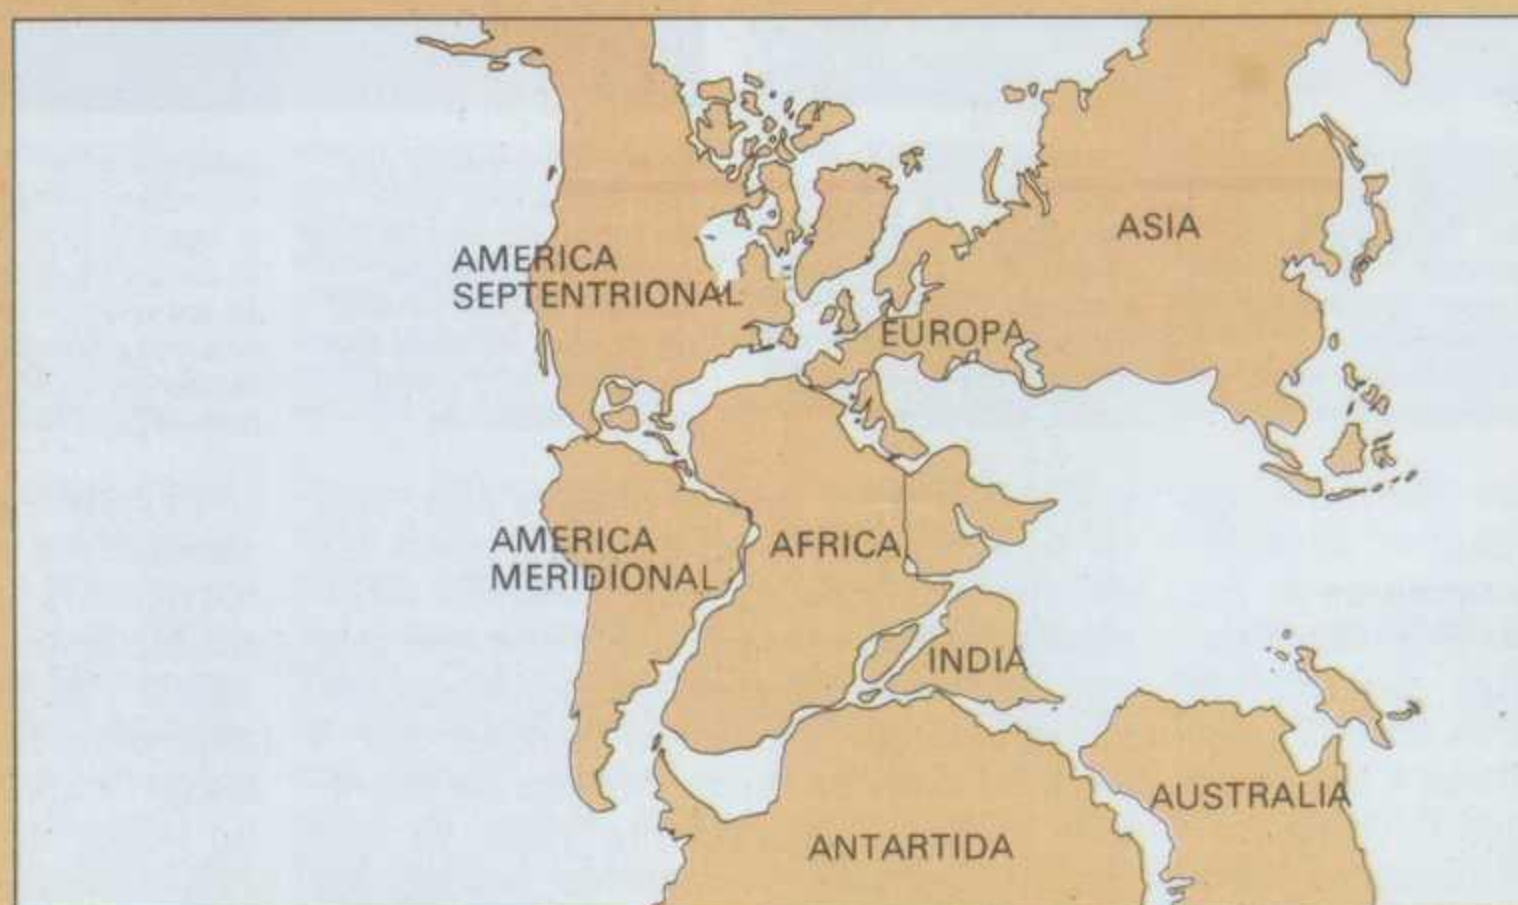 ASIA
AMERICA
SEPTENTRIONAL
EUROPA
AMERICA
MERIDIONAL
AFRICA
INDIA
AUSTRALIA
ANTARTIDA